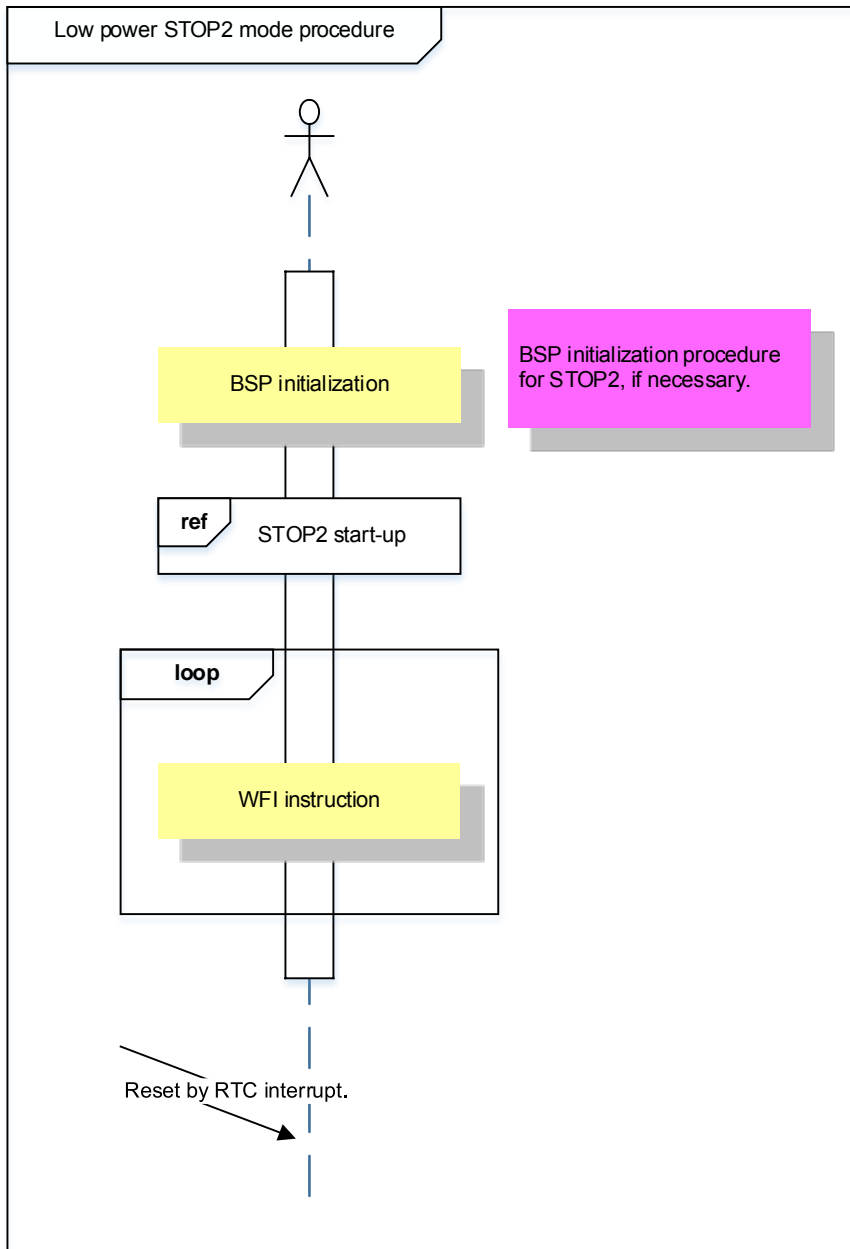 Low power STOP2 mode procedure
BSP initialization
BSP initialization procedure
for STOP2, if necessary.
ref
STOP2 start-up
loop
WFI instruction
Reset by RTC interrupt.